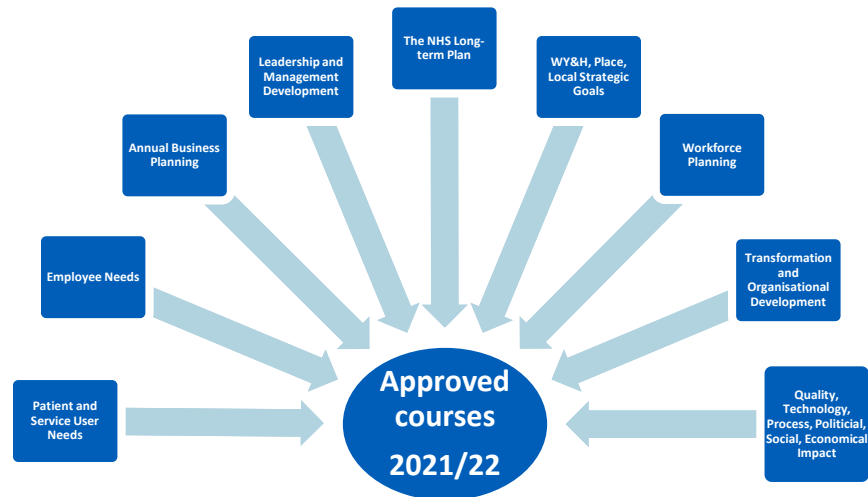 The NHS Long-
term Plan
Leadership and
Management
Development
WY&H, Place,
Local Strategic
Goals
Annual Business
Planning
Workforce
Planning
Employee Needs
Transformation
and
Organisational
Development
Patient and
Service User
Needs
Approved
courses
2021/22
Quality,
Technology,
Process, Politicial,
Social, Economical
Impact